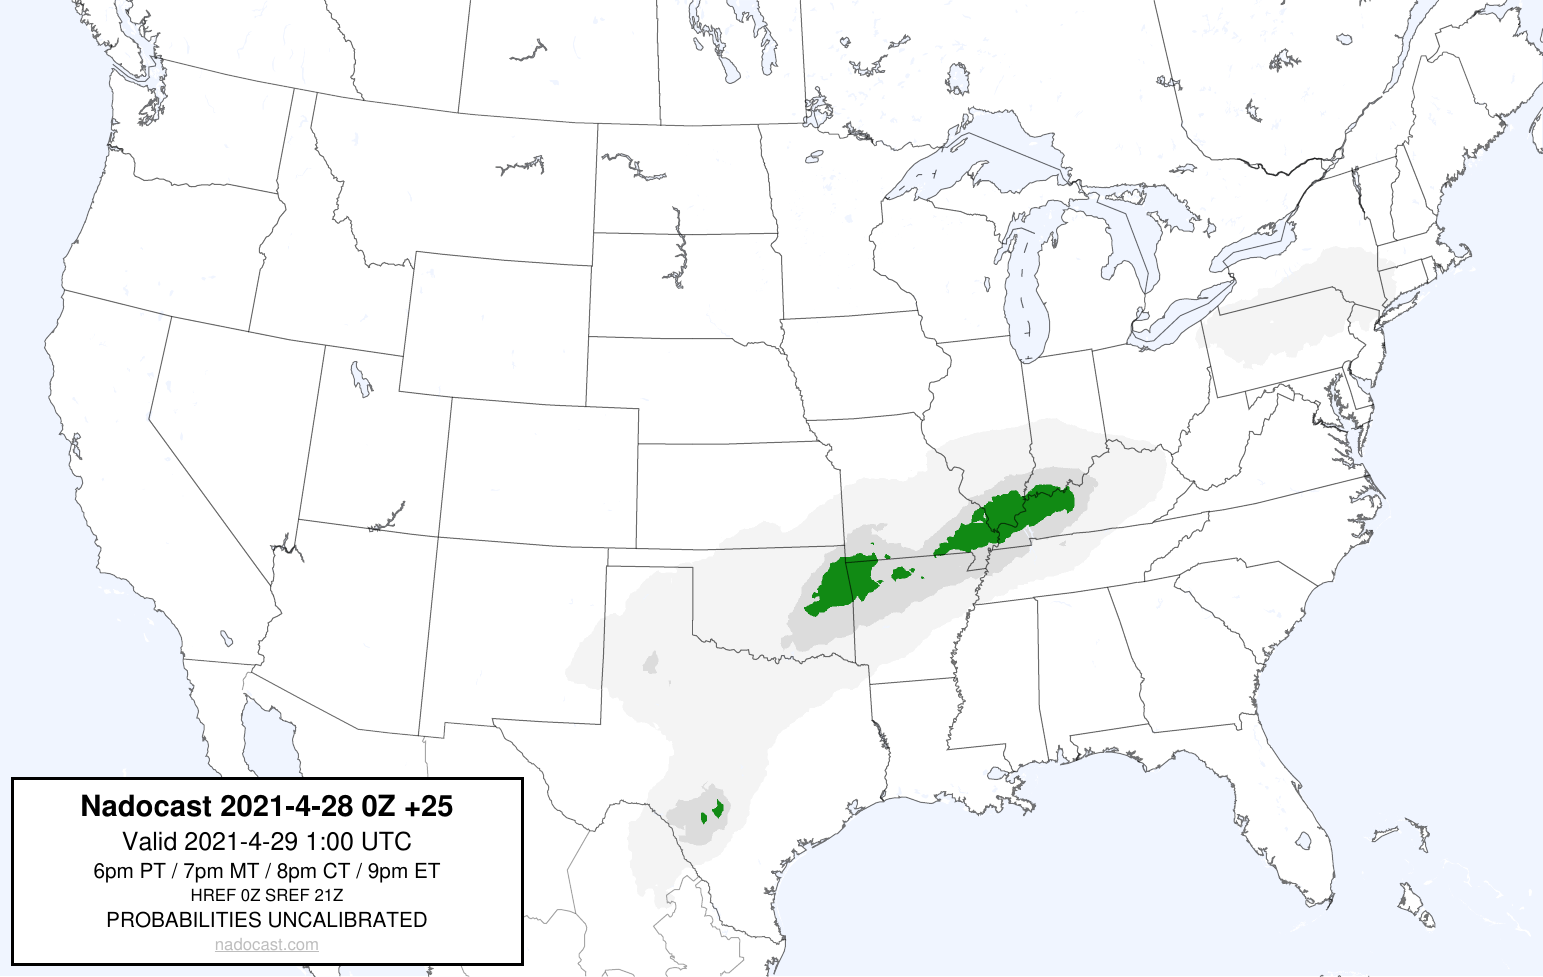 Nadocast 2021-4-28 0Z +25
Valid 2021-4-29 1:00 UTC
6pm PT / 7pm MT / 8pm CT / 9pm ET
HREF 0Z SREF 21Z
PROBABILITIES UNCALIBRATED
nadocast.com